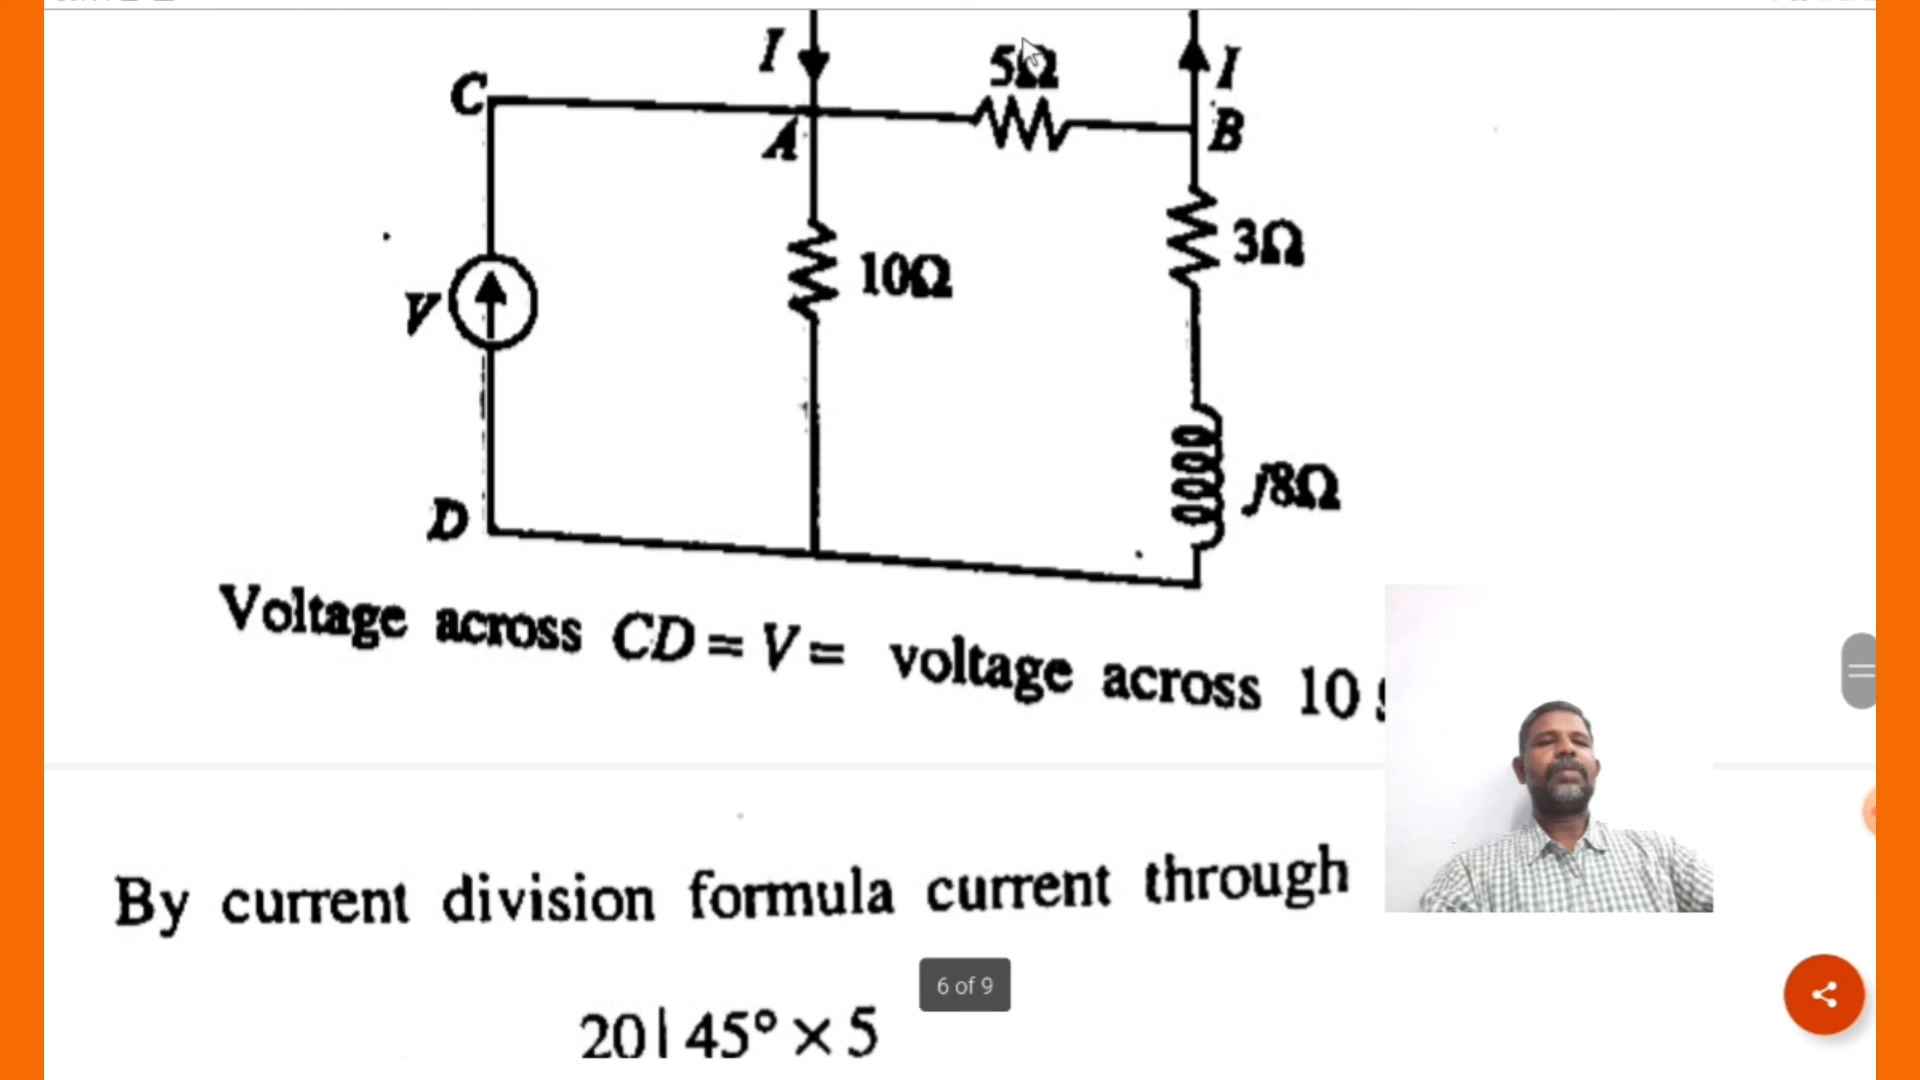 I
5Ω
I
C
A
B
3Ω
10Ω
V
j8Ω
D
Voltage across CD = V = voltage across 10
By current division formula current through
6 of 9
20| 45° × 5